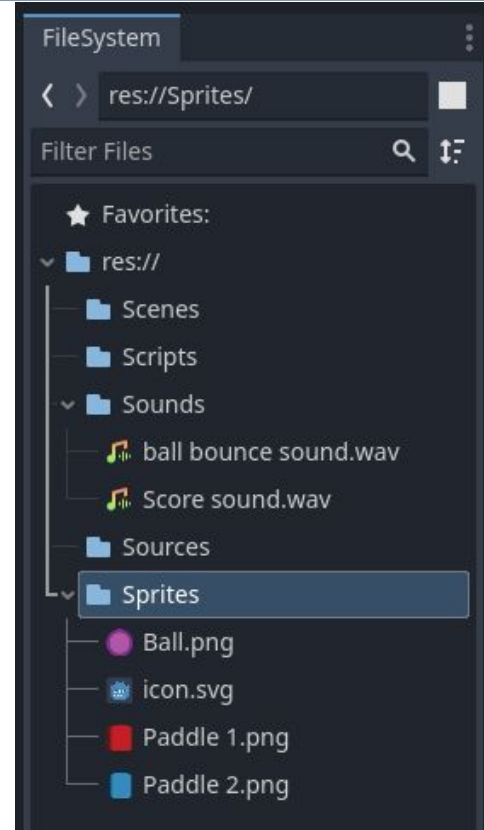 FileSystem
res://Sprites/
Filter Files
Favorites:
res://
Scenes
Scripts
Sounds
ball bounce sound.wav
Score sound.wav
Sources
Sprites
Ball.png
icon.svg
Paddle 1.png
Paddle 2.png